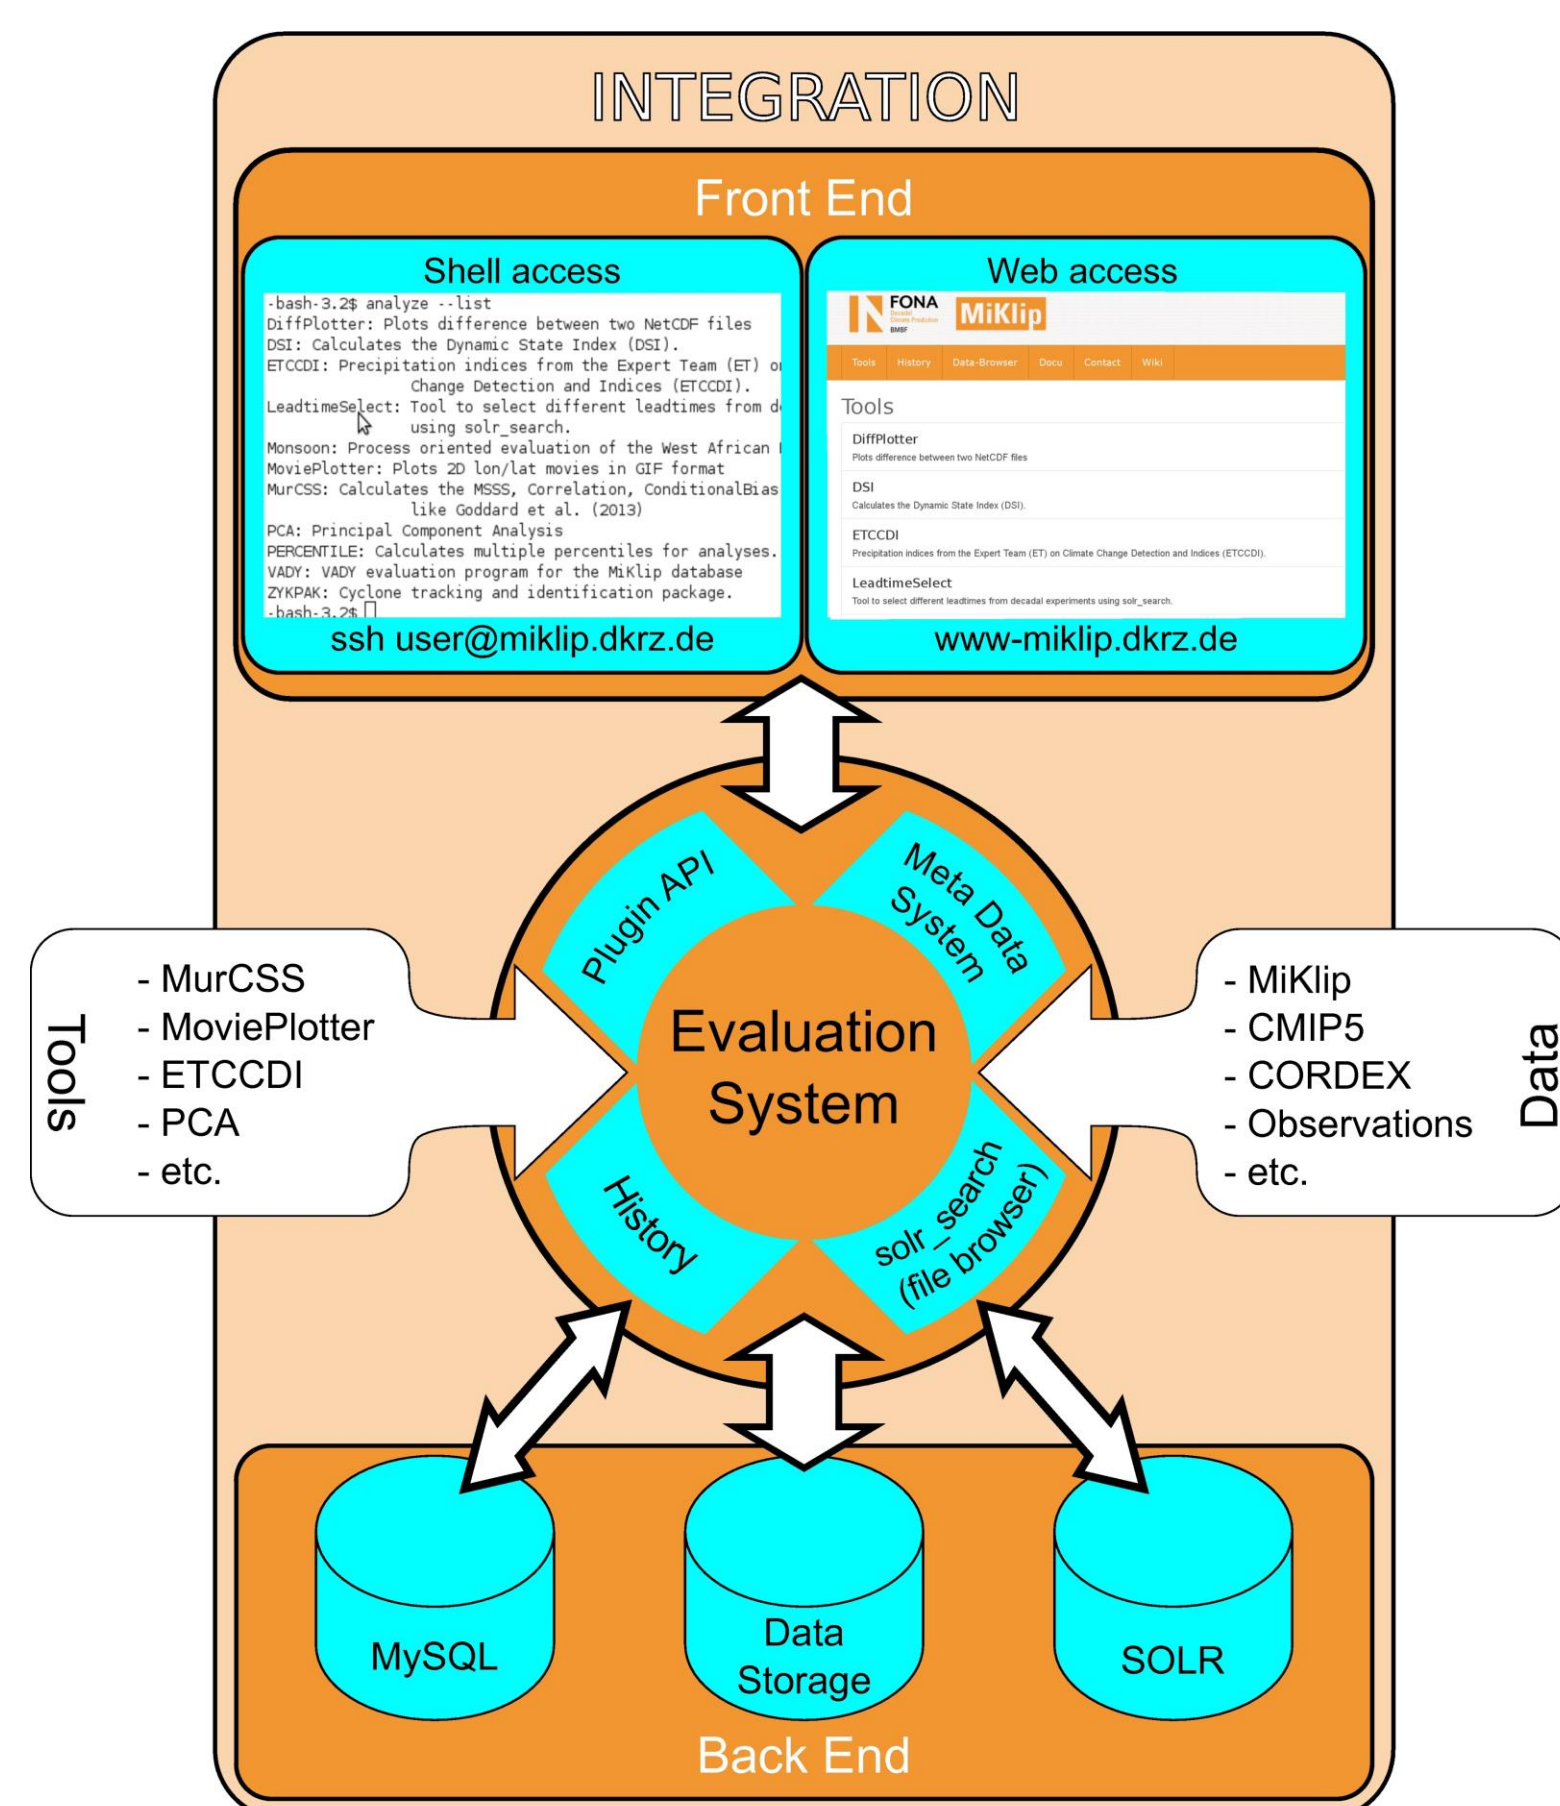 INTEGRATION
Front End
Shell access
-bash-3.2$ analyze --list
DiffPlotter: Plots difference between two NetCDF files
DSI: Calculates the Dynamic State Index (DSI).
ETCCDI: Precipitation indices from the Expert Team (ET) on
Change Detection and Indices (ETCCDI).
LeadtimeSelect: Tool to select different leadtimes from
using solr_search.
Monsoon: Process oriented evaluation of the West African
MoviePlotter: Plots 2D lon/lat movies in GIF format
MurCSS: Calculates the MSSS, Correlation, ConditionalBias
like Goddard et al. (2013)
PCA: Principal Component Analysis
PERCENTILE: Calculates multiple percentiles for analyses.
VADY: VADY evaluation program for the MiKlip database
ZYKPAK: Cyclone tracking and identification package.
-bash-3.2$
ssh user@miklip.dkrz.de
Web access
FONA
Decadal
Climate Prediction
BMBF
MiKlip
Tools History Data-Browser Docu Contact Wiki
Tools
DiffPlotter
Plots difference between two NetCDF files
DSI
Calculates the Dynamic State Index (DSI).
ETCCDI
Precipitation indices from the Expert Team (ET) on Climate Change Detection and Indices (ETCCDI).
LeadtimeSelect
Tool to select different leadtimes from decadal experiments using solr_search.
www-miklip.dkrz.de
Plugin API
Meta Data
System
Tools
- MurCSS
- MoviePlotter
- ETCCDI
- PCA
- etc.
Evaluation
System
- MiKlip
- CMIP5
- CORDEX
- Observations
- etc.
Data
History
solr_search
(file browser)
MySQL
Data
Storage
SOLR
Back End